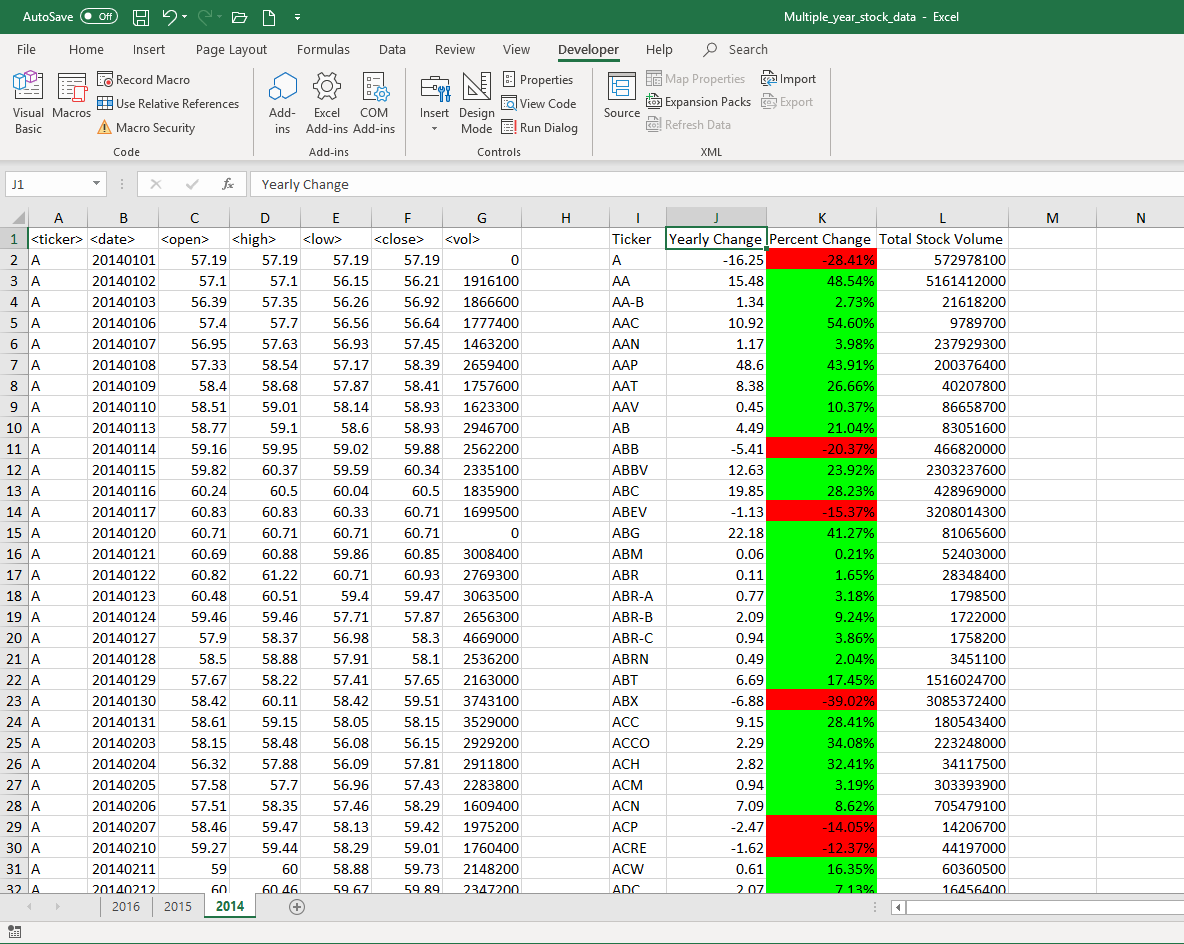 AutoSave Off Multiple_year_stock_data - Excel
File Home Insert Page Layout Formulas Data Review View Developer Help Search
Visual Basic Macros Record Macro Use Relative References Macro Security Code
Add-ins Excel Add-ins COM Add-ins Add-ins
Insert Design Mode Properties View Code Run Dialog Controls
Source Map Properties Expansion Packs Refresh Data Import Export XML
J1 fx Yearly Change
A B C D E F G H I J K L M N
1 <ticker> <date> <open> <high> <low> <close> <vol> Ticker Yearly Change Percent Change Total Stock Volume
2 A 20140101 57.19 57.19 57.19 57.19 0 A -16.25 -28.41% 572978100
3 A 20140102 57.1 57.1 56.15 56.21 1916100 AA 15.48 48.54% 5161412000
4 A 20140103 56.39 57.35 56.26 56.92 1866600 AA-B 1.34 2.73% 21618200
5 A 20140106 57.4 57.7 56.56 56.64 1777400 AAC 10.92 54.60% 9789700
6 A 20140107 56.95 57.63 56.93 57.45 1463200 AAN 1.17 3.98% 237929300
7 A 20140108 57.33 58.54 57.17 58.39 2659400 AAP 48.6 43.91% 200376400
8 A 20140109 58.4 58.68 57.87 58.41 1757600 AAT 8.38 26.66% 40207800
9 A 20140110 58.51 59.01 58.14 58.93 1623300 AAV 0.45 10.37% 86658700
10 A 20140113 58.77 59.1 58.6 58.93 2946700 AB 4.49 21.04% 83051600
11 A 20140114 59.16 59.95 59.02 59.88 2562200 ABB -5.41 -20.37% 466820000
12 A 20140115 59.82 60.37 59.59 60.34 2335100 ABBV 12.63 23.92% 2303237600
13 A 20140116 60.24 60.5 60.04 60.5 1835900 ABC 19.85 28.23% 428969000
14 A 20140117 60.83 60.83 60.33 60.71 1699500 ABEV -1.13 -15.37% 3208014300
15 A 20140120 60.71 60.71 60.71 60.71 0 ABG 22.18 41.27% 81065600
16 A 20140121 60.69 60.88 59.86 60.85 3008400 ABM 0.06 0.21% 52403000
17 A 20140122 60.82 61.22 60.71 60.93 2769300 ABR 0.11 1.65% 28348400
18 A 20140123 60.48 60.51 59.4 59.47 3063500 ABR-A 0.77 3.18% 1798500
19 A 20140124 59.46 59.46 57.71 57.87 2656300 ABR-B 2.09 9.24% 1722000
20 A 20140127 57.9 58.37 56.98 58.3 4669000 ABR-C 0.94 3.86% 1758200
21 A 20140128 58.5 58.88 57.91 58.1 2536200 ABRN 0.49 2.04% 3451100
22 A 20140129 57.67 58.22 57.41 57.65 2163000 ABT 6.69 17.45% 1516024700
23 A 20140130 58.42 60.11 58.42 59.51 3743100 ABX -6.88 -39.02% 3085372400
24 A 20140131 58.61 59.15 58.05 58.15 3529000 ACC 9.15 28.41% 180543400
25 A 20140203 58.15 58.48 56.08 56.15 2929200 ACCO 2.29 34.08% 223248000
26 A 20140204 56.32 57.88 56.09 57.81 2911800 ACH 2.82 32.41% 34117500
27 A 20140205 57.58 57.7 56.96 57.43 2283800 ACM 0.94 3.19% 303393900
28 A 20140206 57.51 58.35 57.46 58.29 1609400 ACN 7.09 8.62% 705479100
29 A 20140207 58.46 59.47 58.13 59.42 1975200 ACP -2.47 -14.05% 14206700
30 A 20140210 59.27 59.44 58.29 59.01 1760400 ACRE -1.62 -12.37% 44197000
31 A 20140211 59 60 58.88 59.73 2148200 ACW 0.61 16.35% 60360500
32 A 20140212 60 60.46 59.67 59.89 2347200 ADC 2.07 7.13% 16456400
2016 2015 2014